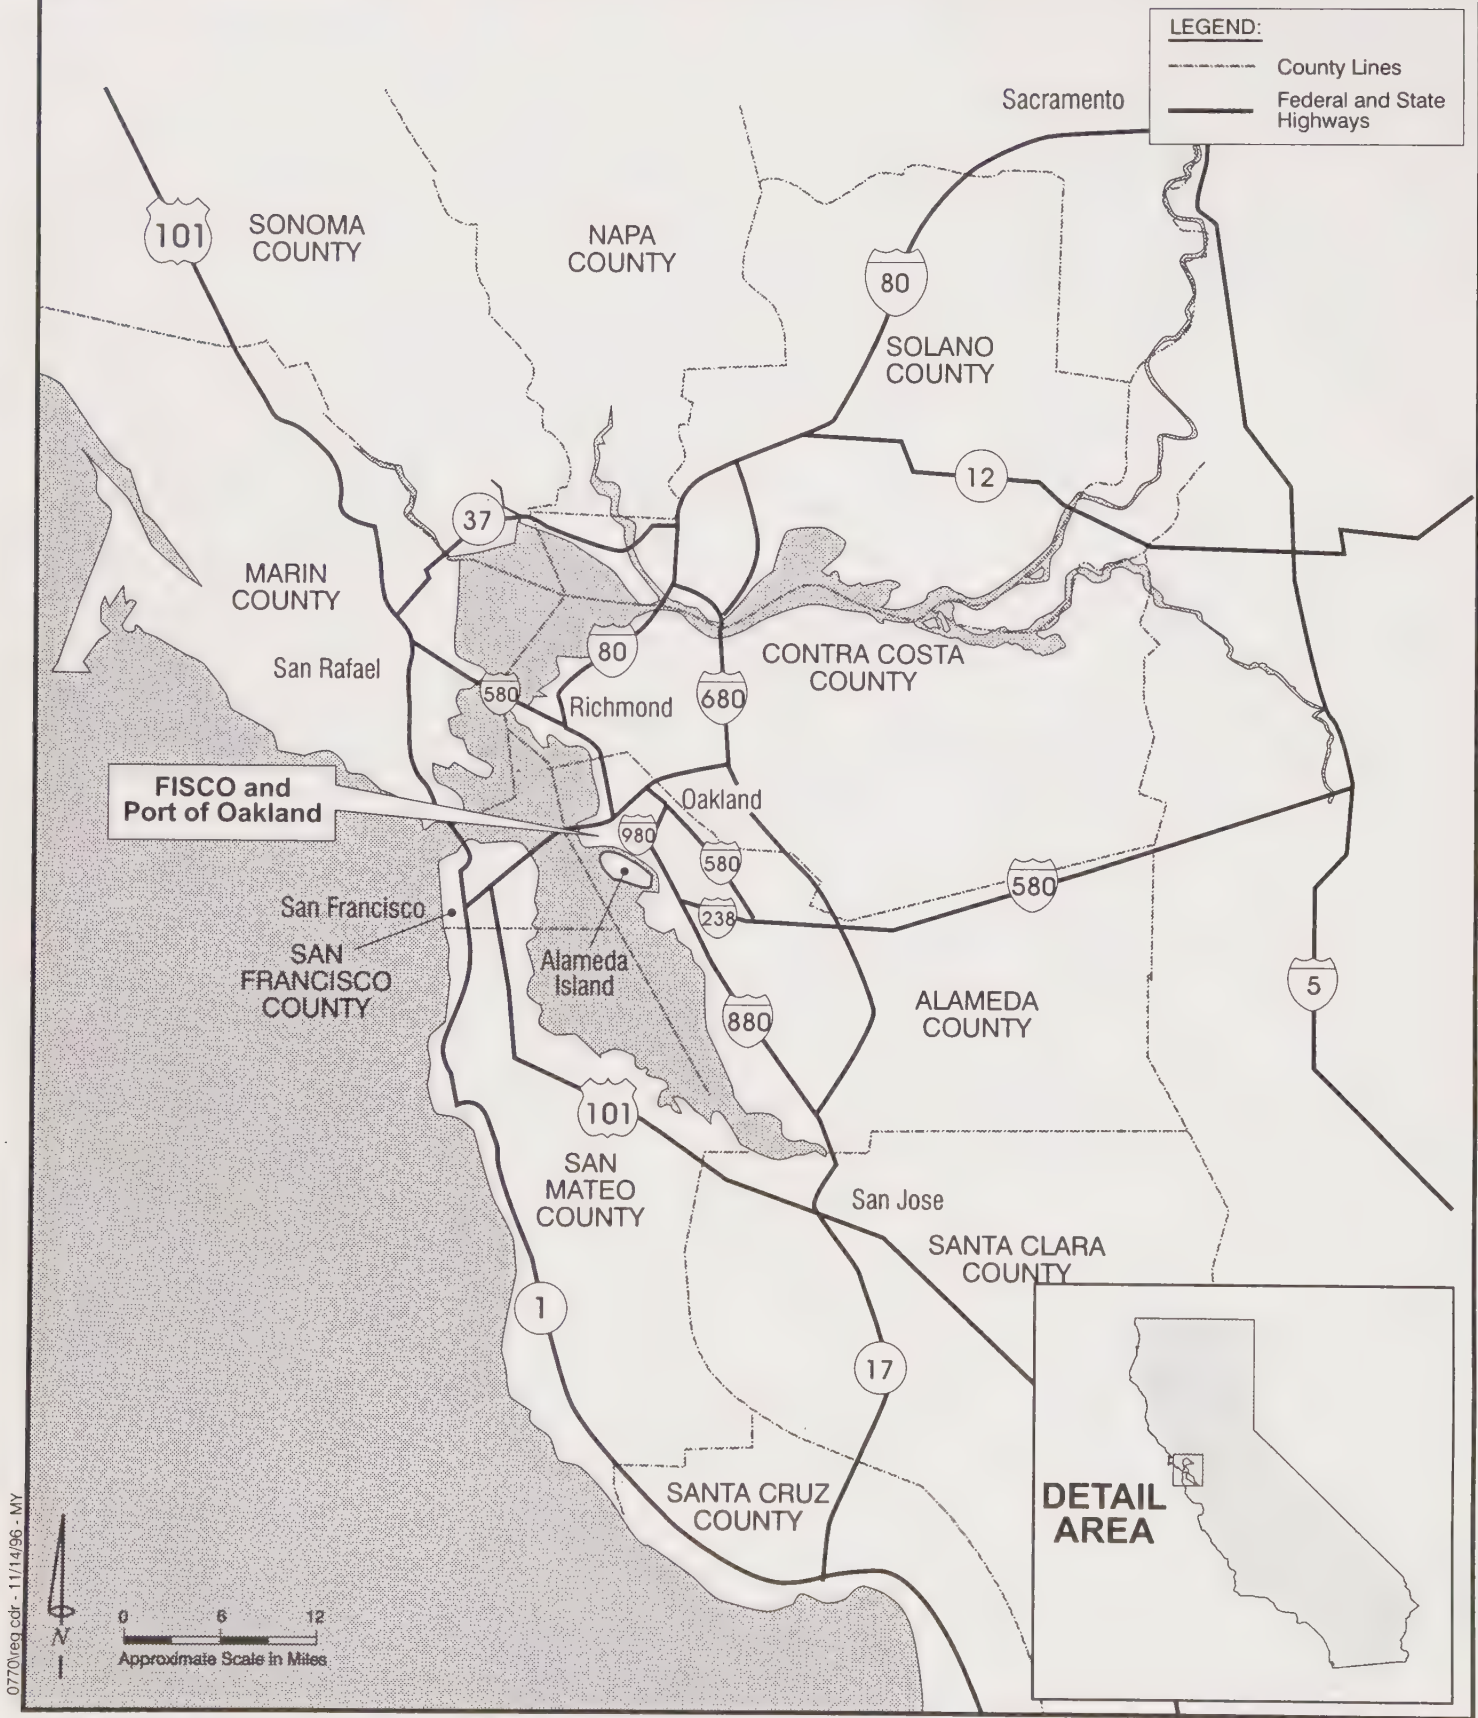 LEGEND:
County Lines
Federal and State
Highways
Sacramento
101
SONOMA
COUNTY
NAPA
COUNTY
80
SOLANO
COUNTY
12
37
MARIN
COUNTY
San Rafael
80
580
Richmond
680
CONTRA COSTA
COUNTY
FISCO and
Port of Oakland
Oakland
980
580
580
238
San Francisco
SAN
FRANCISCO
COUNTY
Alameda
Island
880
ALAMEDA
COUNTY
5
101
SAN
MATEO
COUNTY
San Jose
SANTA CLARA
COUNTY
1
17
SANTA CRUZ
COUNTY
DETAIL
AREA
0 6 12
Approximate Scale in Miles
N
0770\reg.cdr - 11/14/96 - MY